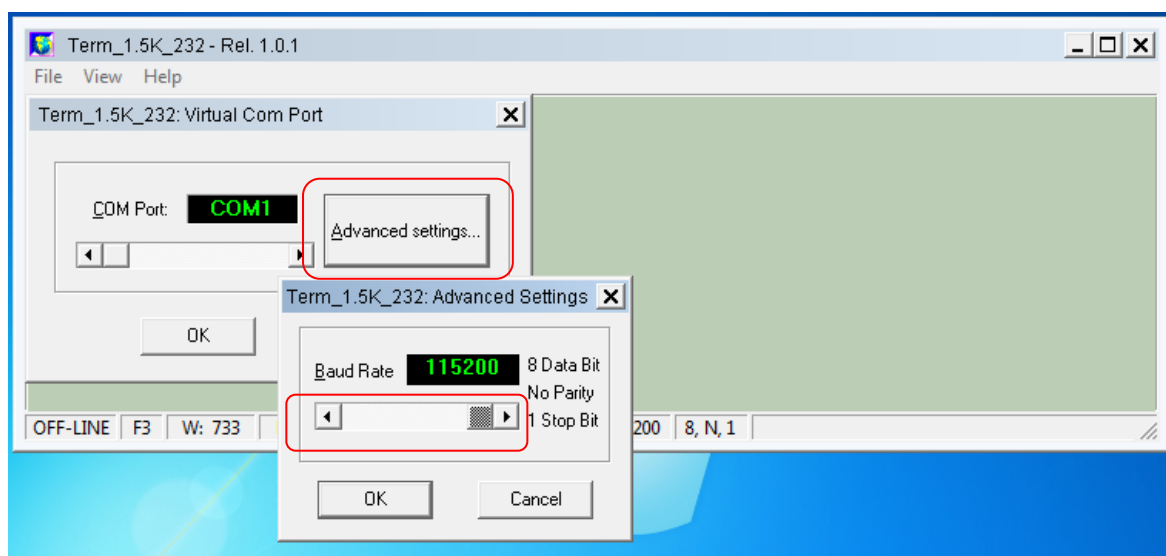 Term_1.5K_232 - Rel. 1.0.1
File View Help
Term_1.5K_232: Virtual Com Port
COM Port: COM1
Advanced settings...
OK
Term_1.5K_232: Advanced Settings
Baud Rate 115200
8 Data Bit
No Parity
1 Stop Bit
OK Cancel
OFF-LINE F3 W: 733 200 8, N, 1